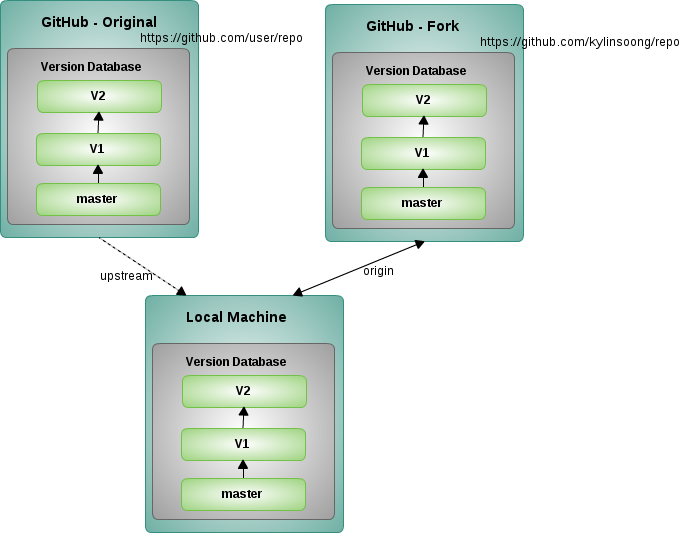 GitHub - Original
https://github.com/user/repo
Version Database
V2
V1
master
GitHub - Fork
https://github.com/kylinsoong/repo
Version Database
V2
V1
master
upstream
origin
Local Machine
Version Database
V2
V1
master